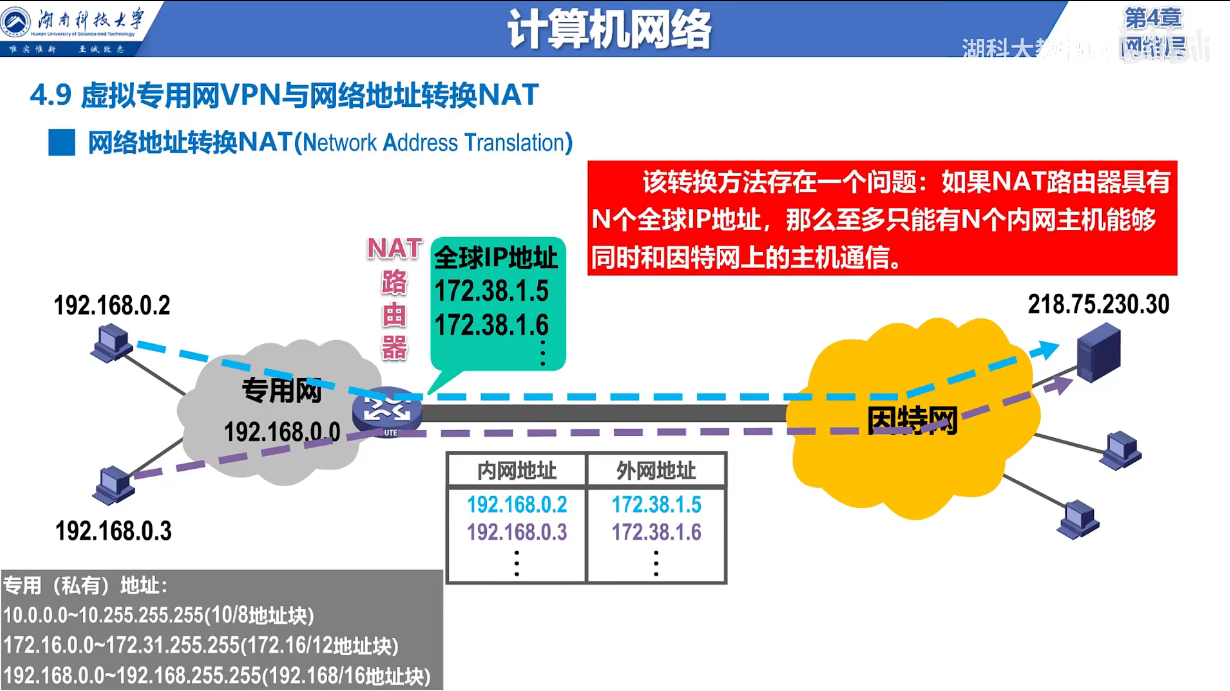 湖南科技大学
Hunan University of Science and Technology
唯实惟新 至诚致志
计算机网络
第4章
网络层
湖科大教
4.9 虚拟专用网VPN与网络地址转换NAT
网络地址转换NAT(Network Address Translation)
该转换方法存在一个问题：如果NAT路由器具有
N个全球IP地址，那么至多只能有N个内网主机能够
同时和因特网上的主机通信。
NAT
路
由
器
全球IP地址
172.38.1.5
172.38.1.6
⋮
192.168.0.2
218.75.230.30
专用网
192.168.0.0
因特网
192.168.0.3
内网地址 外网地址
192.168.0.2 172.38.1.5
192.168.0.3 172.38.1.6
⋮ ⋮
专用（私有）地址：
10.0.0.0~10.255.255.255(10/8地址块)
172.16.0.0~172.31.255.255(172.16/12地址块)
192.168.0.0~192.168.255.255(192.168/16地址块)